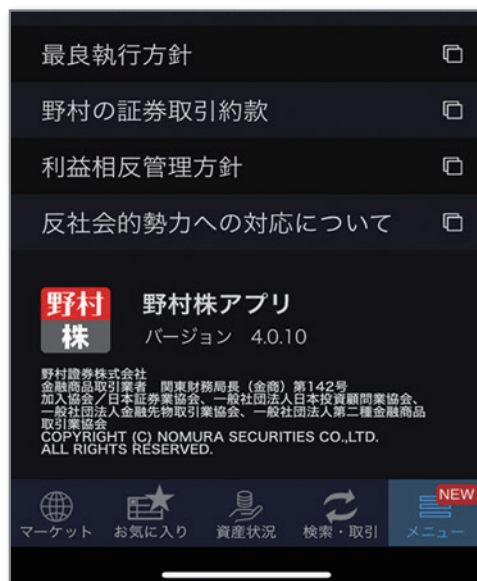 最良執行方針
野村の証券取引約款
利益相反管理方針
反社会的勢力への対応について
野村
株
野村株アプリ
バージョン 4.0.10
野村證券株式会社
金融商品取引業者 関東財務局長（金商）第142号
加入協会／日本証券業協会、一般社団法人日本投資顧問業協会、
一般社団法人金融先物取引業協会、一般社団法人第二種金融商品
取引業協会
COPYRIGHT (C) NOMURA SECURITIES CO.,LTD.
ALL RIGHTS RESERVED.
NEW
マーケット お気に入り 資産状況 検索・取引 メニュー